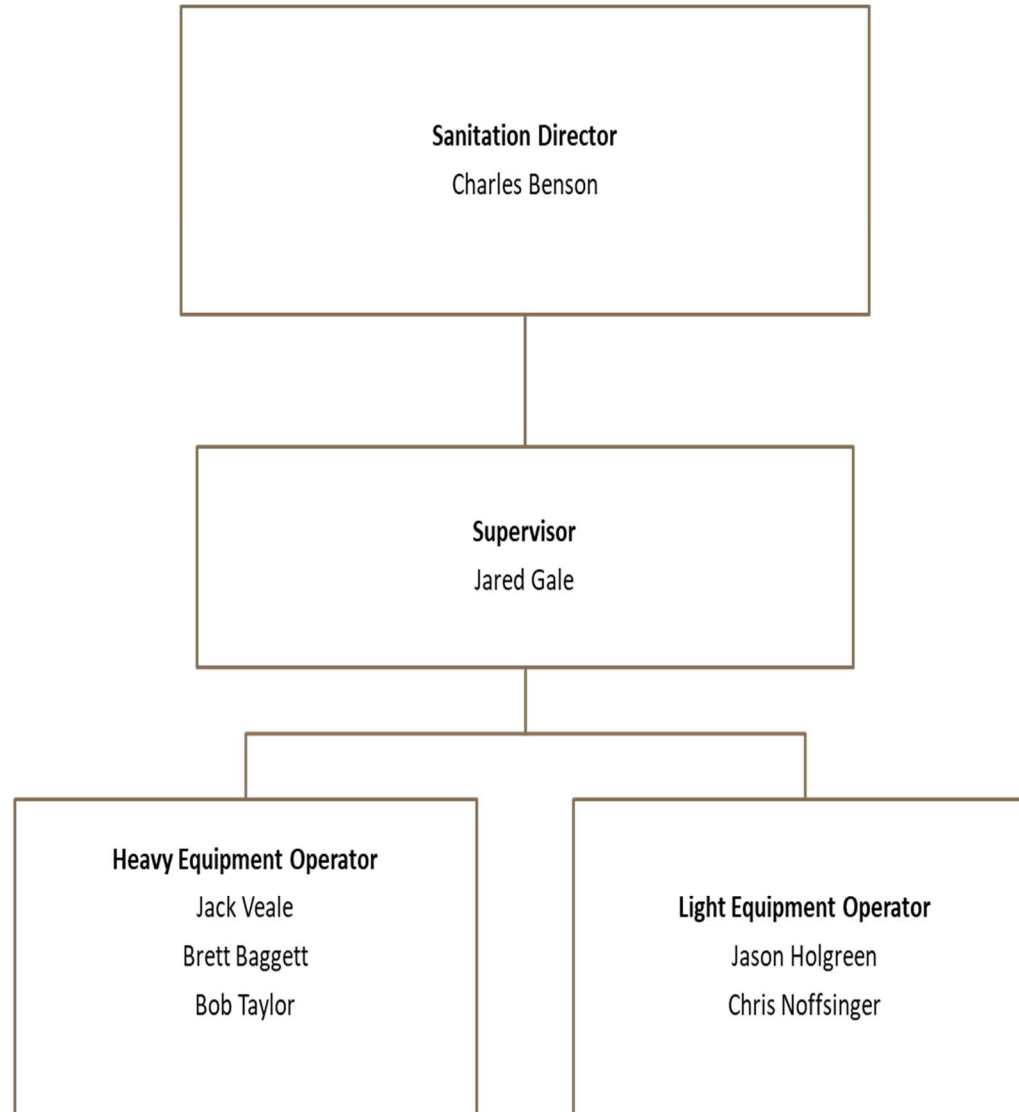 Sanitation Director
Charles Benson
Supervisor
Jared Gale
Heavy Equipment Operator
Jack Veale
Brett Baggett
Bob Taylor
Light Equipment Operator
Jason Holgreen
Chris Noffsinger